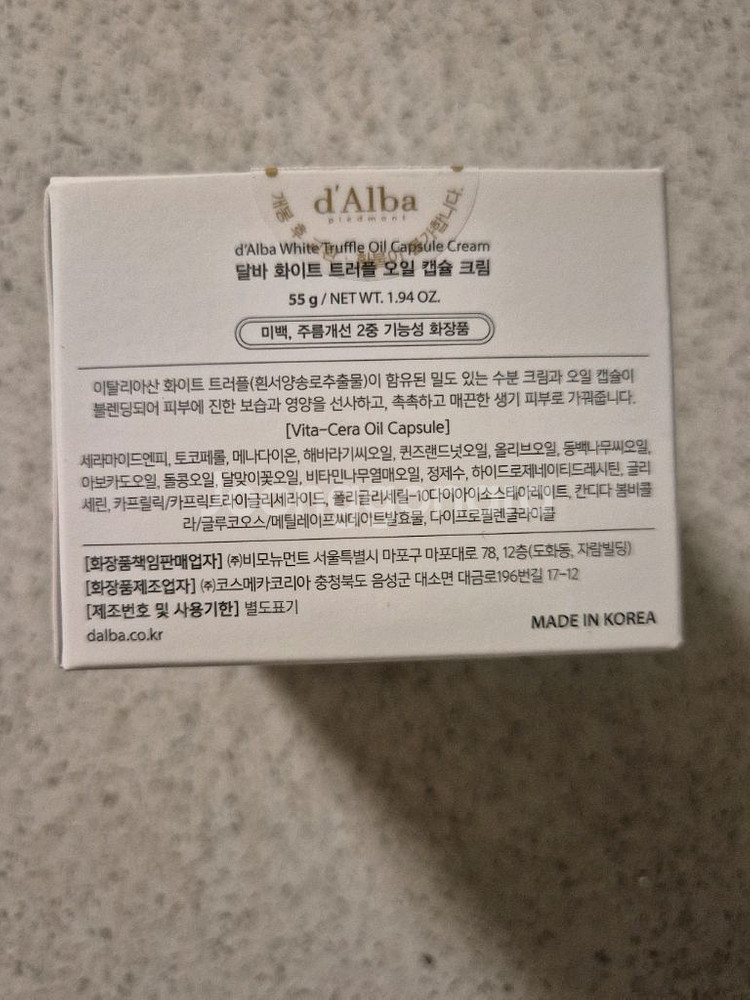 d'Alba
piedmont
개봉 후
d'Alba White Truffle Oil Capsule Cream
달바 화이트 트러플 오일 캡슐 크림
55 g / NET WT. 1.94 OZ.
미백, 주름개선 2중 기능성 화장품
이탈리아산 화이트 트러플(흰서양송로추출물)이 함유된 밀도 있는 수분 크림과 오일 캡슐이
블렌딩되어 피부에 진한 보습과 영양을 선사하고, 촉촉하고 매끈한 생기 피부로 가꿔줍니다.
[Vita-Cera Oil Capsule]
세라마이드엔피, 토코페롤, 메나다이온, 해바라기씨오일, 퀸즈랜드넛오일, 올리브오일, 동백나무씨오일,
아보카도오일, 돌콩오일, 달맞이꽃오일, 비타민나무열매오일, 정제수, 하이드로제네이티드레시틴, 글리
세린, 카프릴릭/카프릭트라이글리세라이드, 폴리글리세릴-10다이아이소스테아레이트, 칸디다 봄비콜
라/글루코오스/메틸레이프씨데이트발효물, 다이프로필렌글라이콜
[화장품책임판매업자] ㈜비모뉴먼트 서울특별시 마포구 마포대로 78, 12층(도화동, 자람빌딩)
[화장품제조업자] ㈜코스메카코리아 충청북도 음성군 대소면 대금로196번길 17-12
[제조번호 및 사용기한] 별도표기
dalba.co.kr
MADE IN KOREA